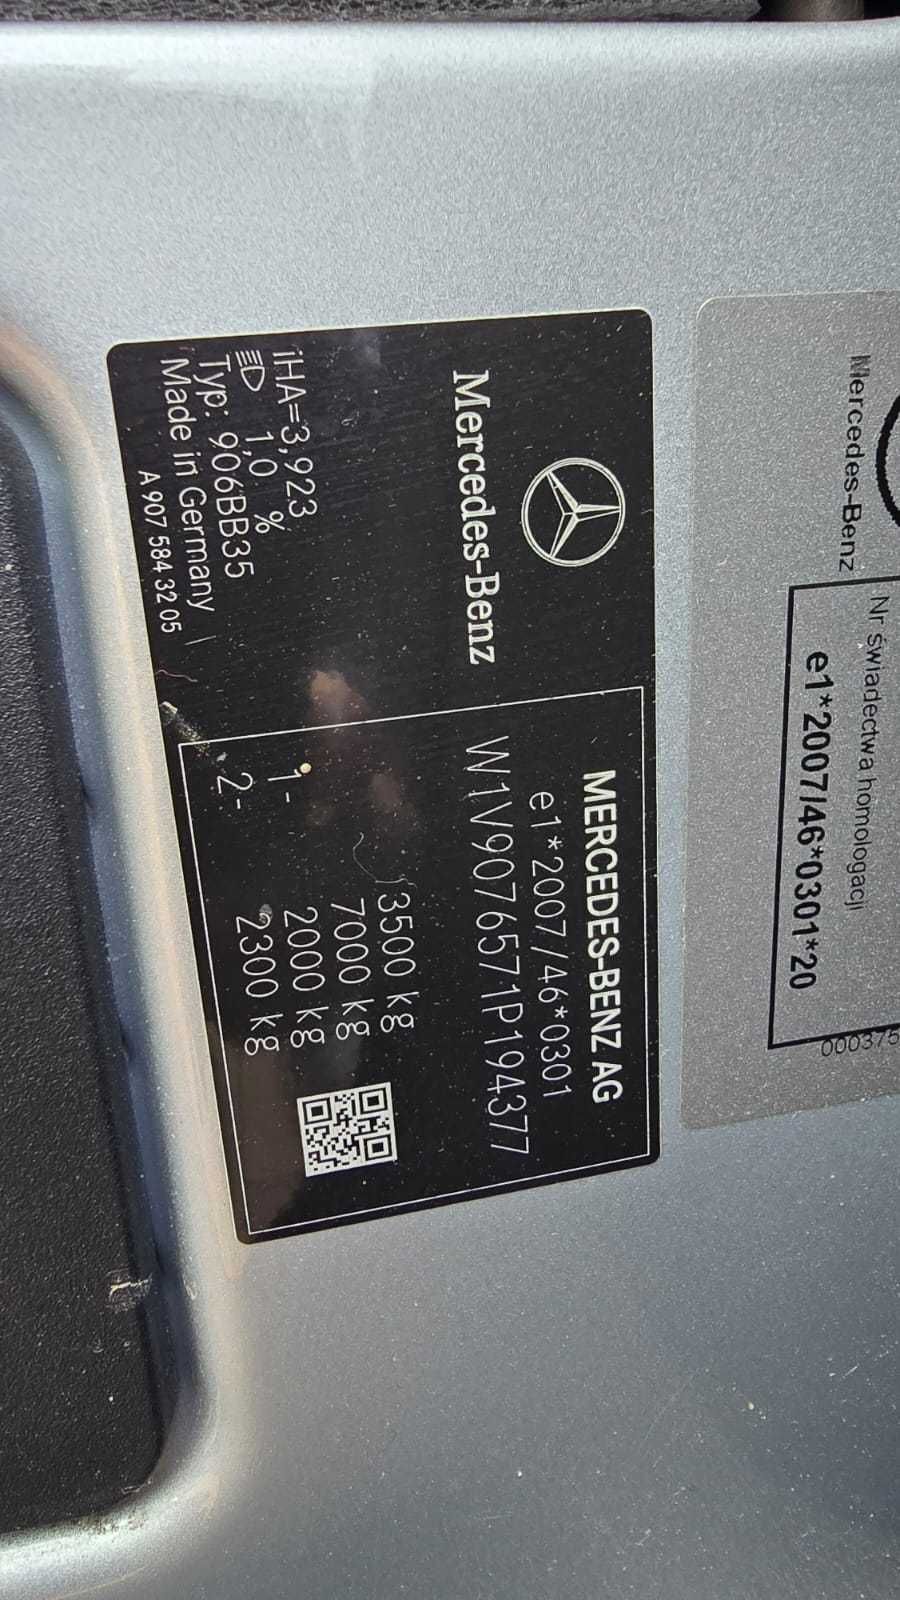 Mercedes-Benz
Nr świadectwa homologacji
e1*2007/46*0301*20
000375
Mercedes-Benz
iHA=3,923
1,0 %
Typ: 906BB35
Made in Germany
A 907 584 32 05
MERCEDES-BENZ AG
e1*2007/46*0301
W1V9076571P194377
3500 kg
7000 kg
1- 2000 kg
2- 2300 kg